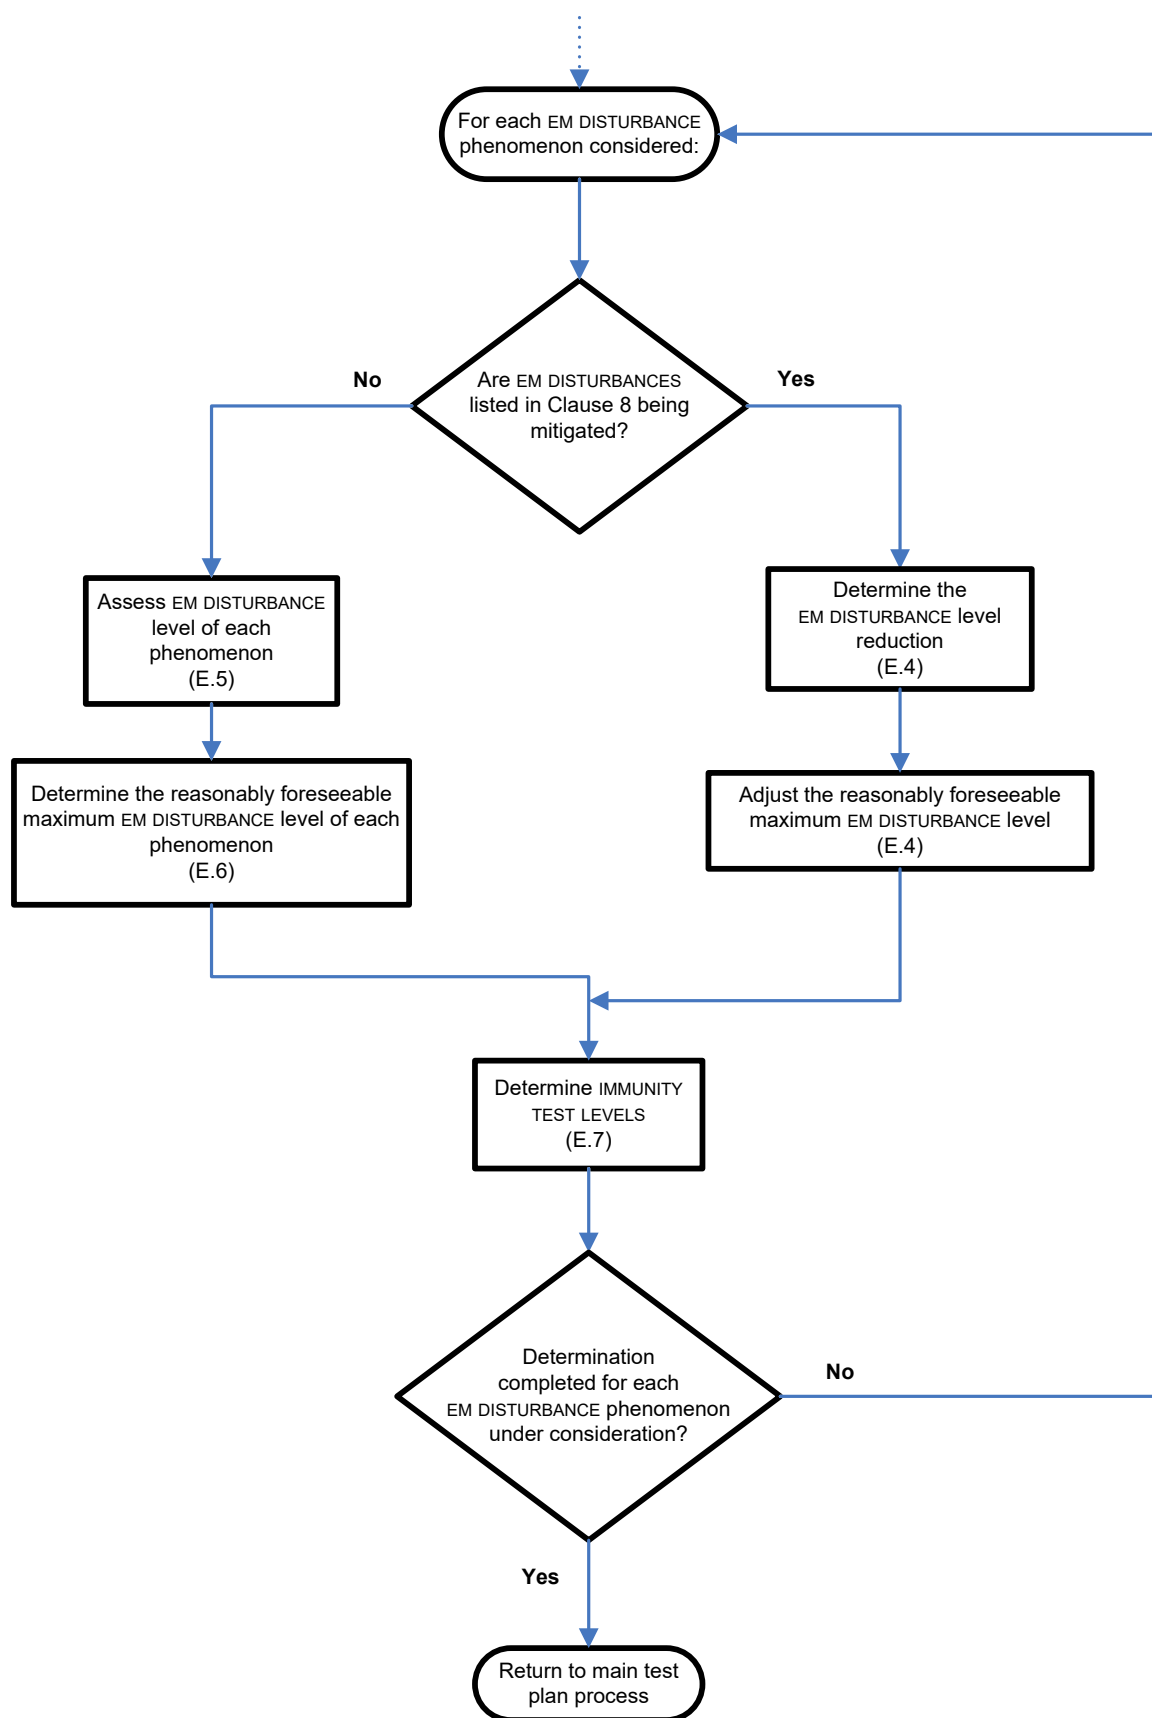 For each EM DISTURBANCE
phenomenon considered:
No
Yes
Are EM DISTURBANCES
listed in Clause 8 being
mitigated?
Assess EM DISTURBANCE
level of each
phenomenon
(E.5)
Determine the
EM DISTURBANCE level
reduction
(E.4)
Determine the reasonably foreseeable
maximum EM DISTURBANCE level of each
phenomenon
(E.6)
Adjust the reasonably foreseeable
maximum EM DISTURBANCE level
(E.4)
Determine IMMUNITY
TEST LEVELS
(E.7)
Determination
completed for each
EM DISTURBANCE phenomenon
under consideration?
No
Yes
Return to main test
plan process